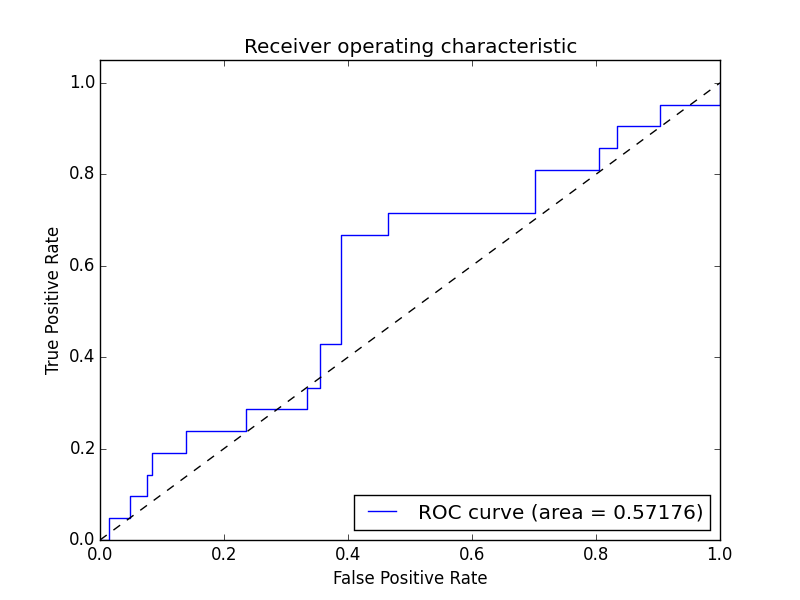 Receiver operating characteristic
1.0
0.8
0.6
0.4
0.2
0.0
True Positive Rate
ROC curve (area = 0.57176)
0.0 0.2 0.4 0.6 0.8 1.0
False Positive Rate